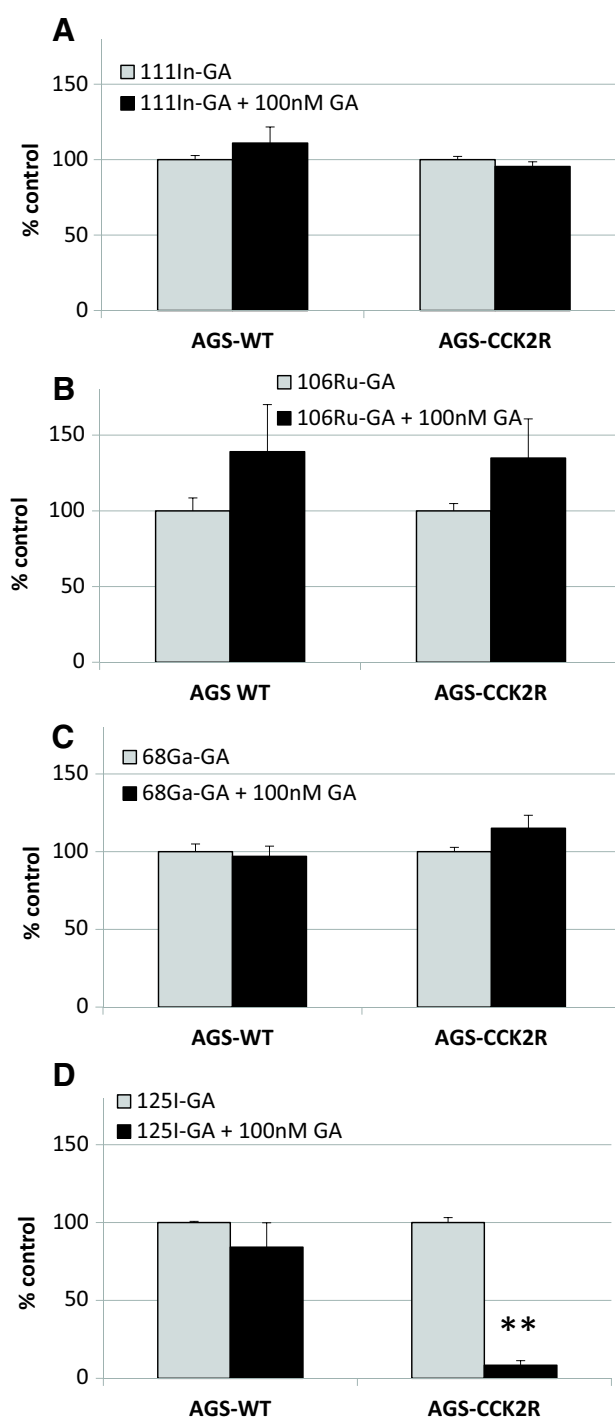 A
111In-GA
111In-GA + 100nM GA
150
100
50
0
% control
AGS-WT AGS-CCK2R
B
106Ru-GA
106Ru-GA + 100nM GA
150
100
50
0
% control
AGS WT AGS-CCK2R
C
68Ga-GA
68Ga-GA + 100nM GA
150
100
50
0
% control
AGS-WT AGS-CCK2R
D
125I-GA
125I-GA + 100nM GA
150
100
50
0
% control
**
AGS-WT AGS-CCK2R